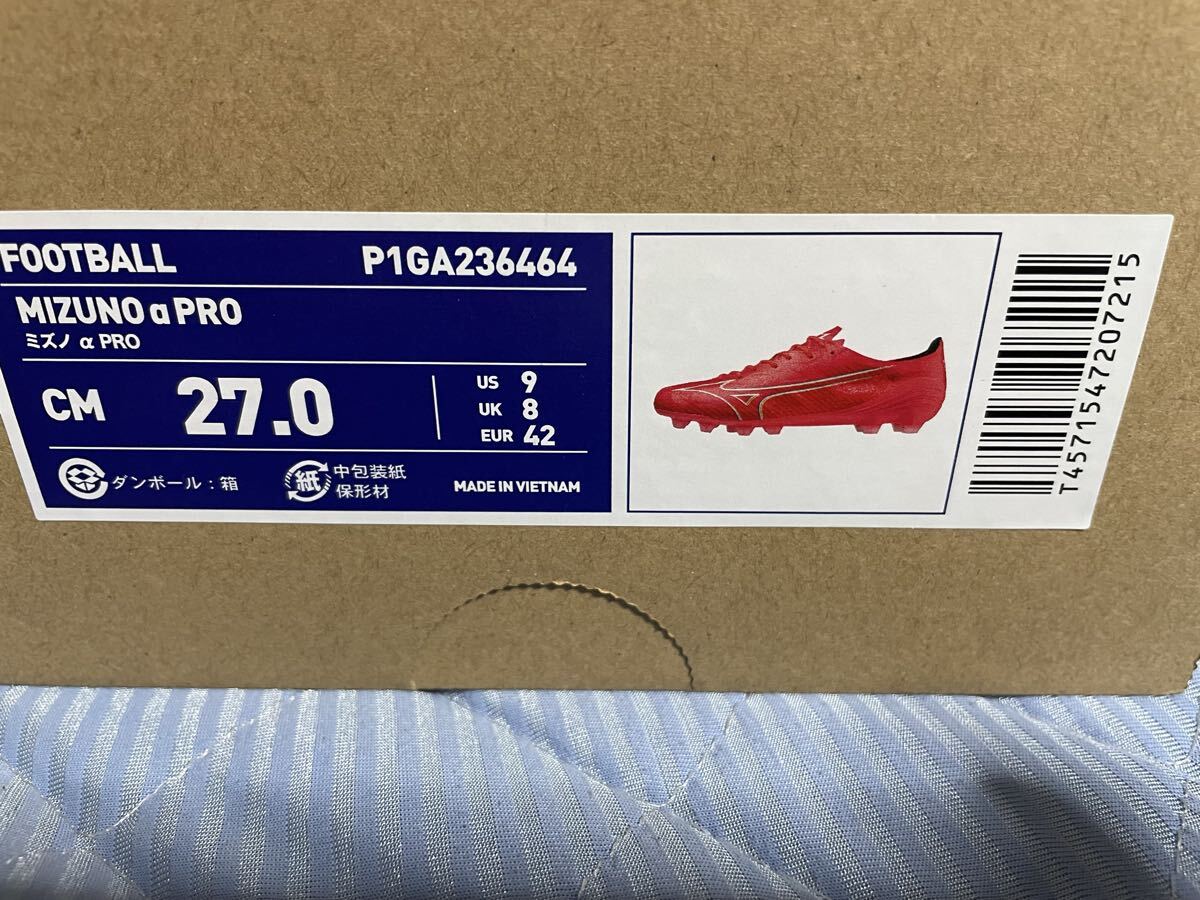 FOOTBALL P1GA236464
MIZUNO α PRO
ミズノ α PRO
CM 27.0
US 9
UK 8
EUR 42
ダンボール：箱
紙
中包装紙
保形材
MADE IN VIETNAM
T4571547207215